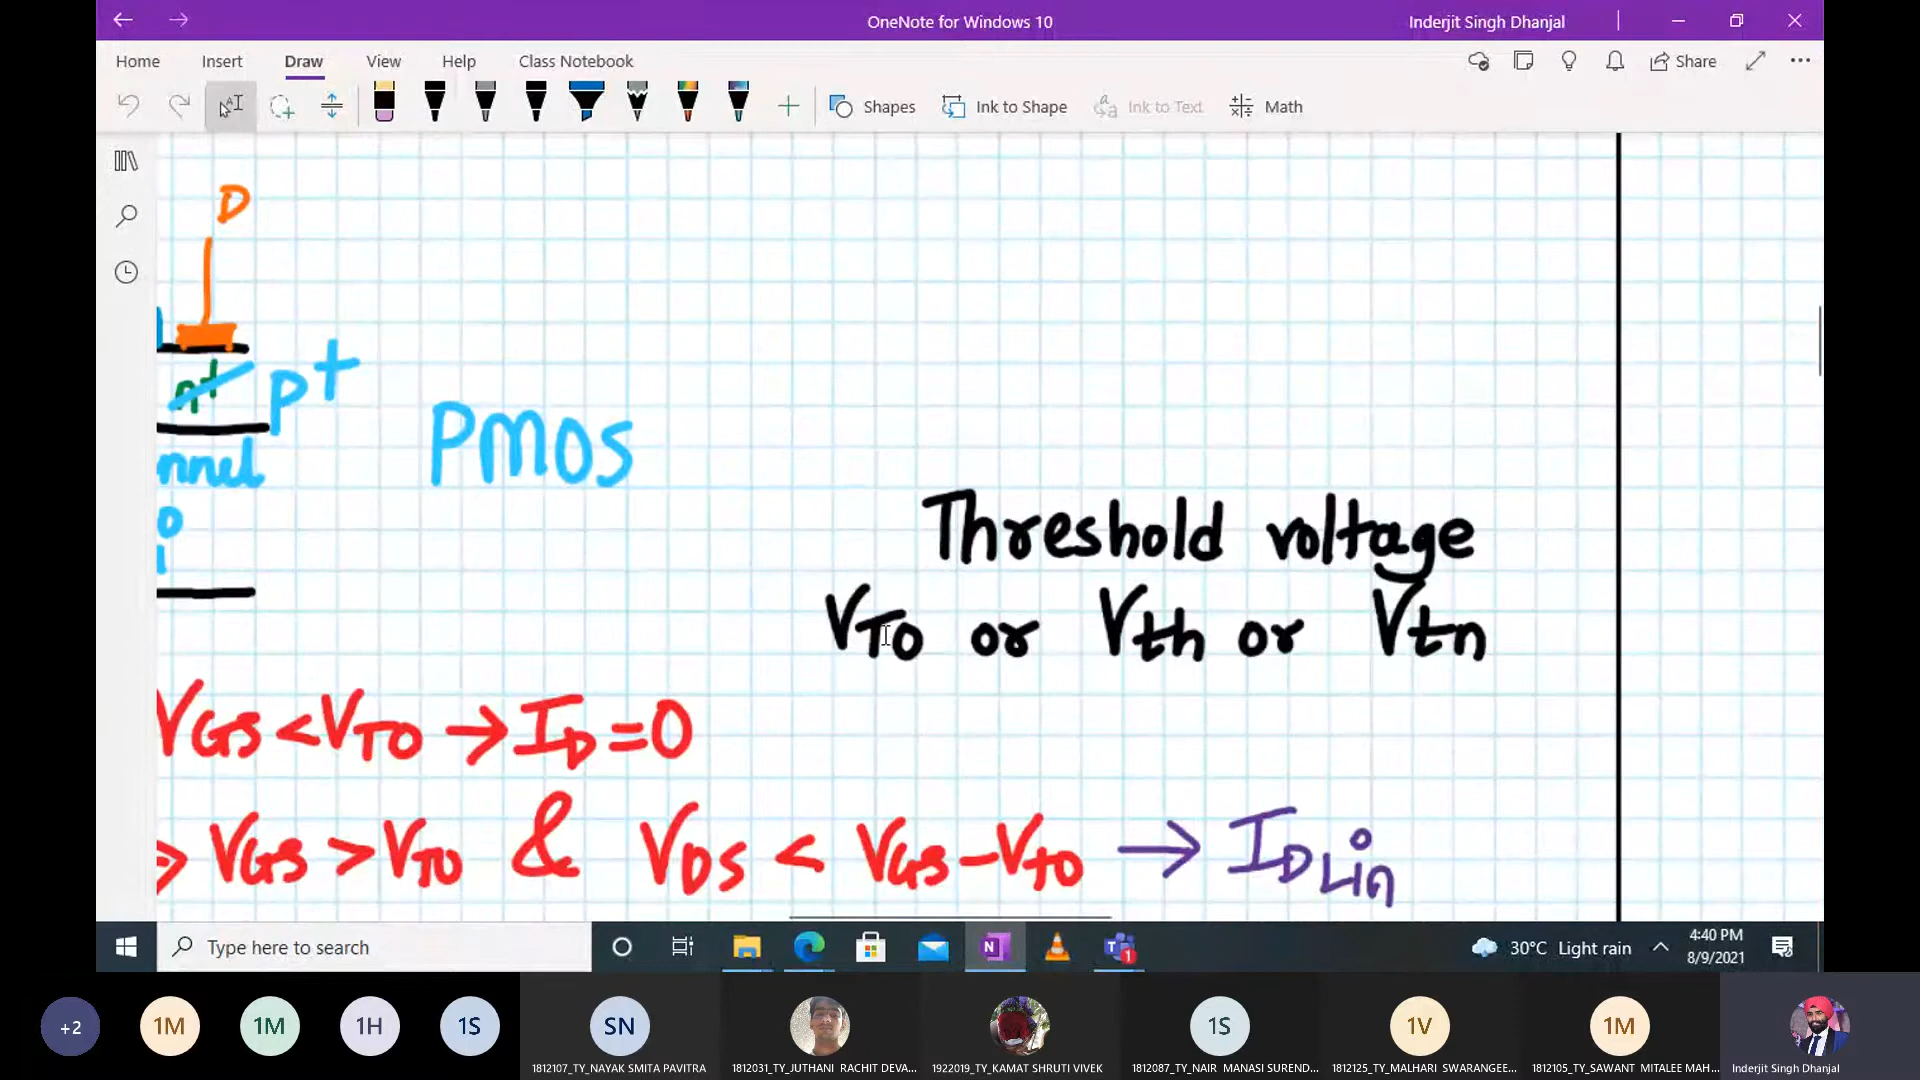 OneNote for Windows 10
Inderjit Singh Dhanjal
Home Insert Draw View Help Class Notebook
Share
Shapes Ink to Shape Ink to Text Math
D
n+ p+
PMOS
nnel
Threshold voltage
VTO or Vth or Vtn
VGS < VTO → ID = 0
> VGS > VTO & VDS < VGS - VTO → ID Lin
Type here to search
N
1
30°C Light rain
4:40 PM
8/9/2021
+2 1M 1M 1H 1S SN 1S 1V 1M
1812107_TY_NAYAK SMITA PAVITRA
1812031_TY_JUTHANI RACHIT DEVA...
1922019_TY_KAMAT SHRUTI VIVEK
1812087_TY_NAIR MANASI SUREND...
1812125_TY_MALHARI SWARANGEE...
1812105_TY_SAWANT MITALEE MAH...
Inderjit Singh Dhanjal